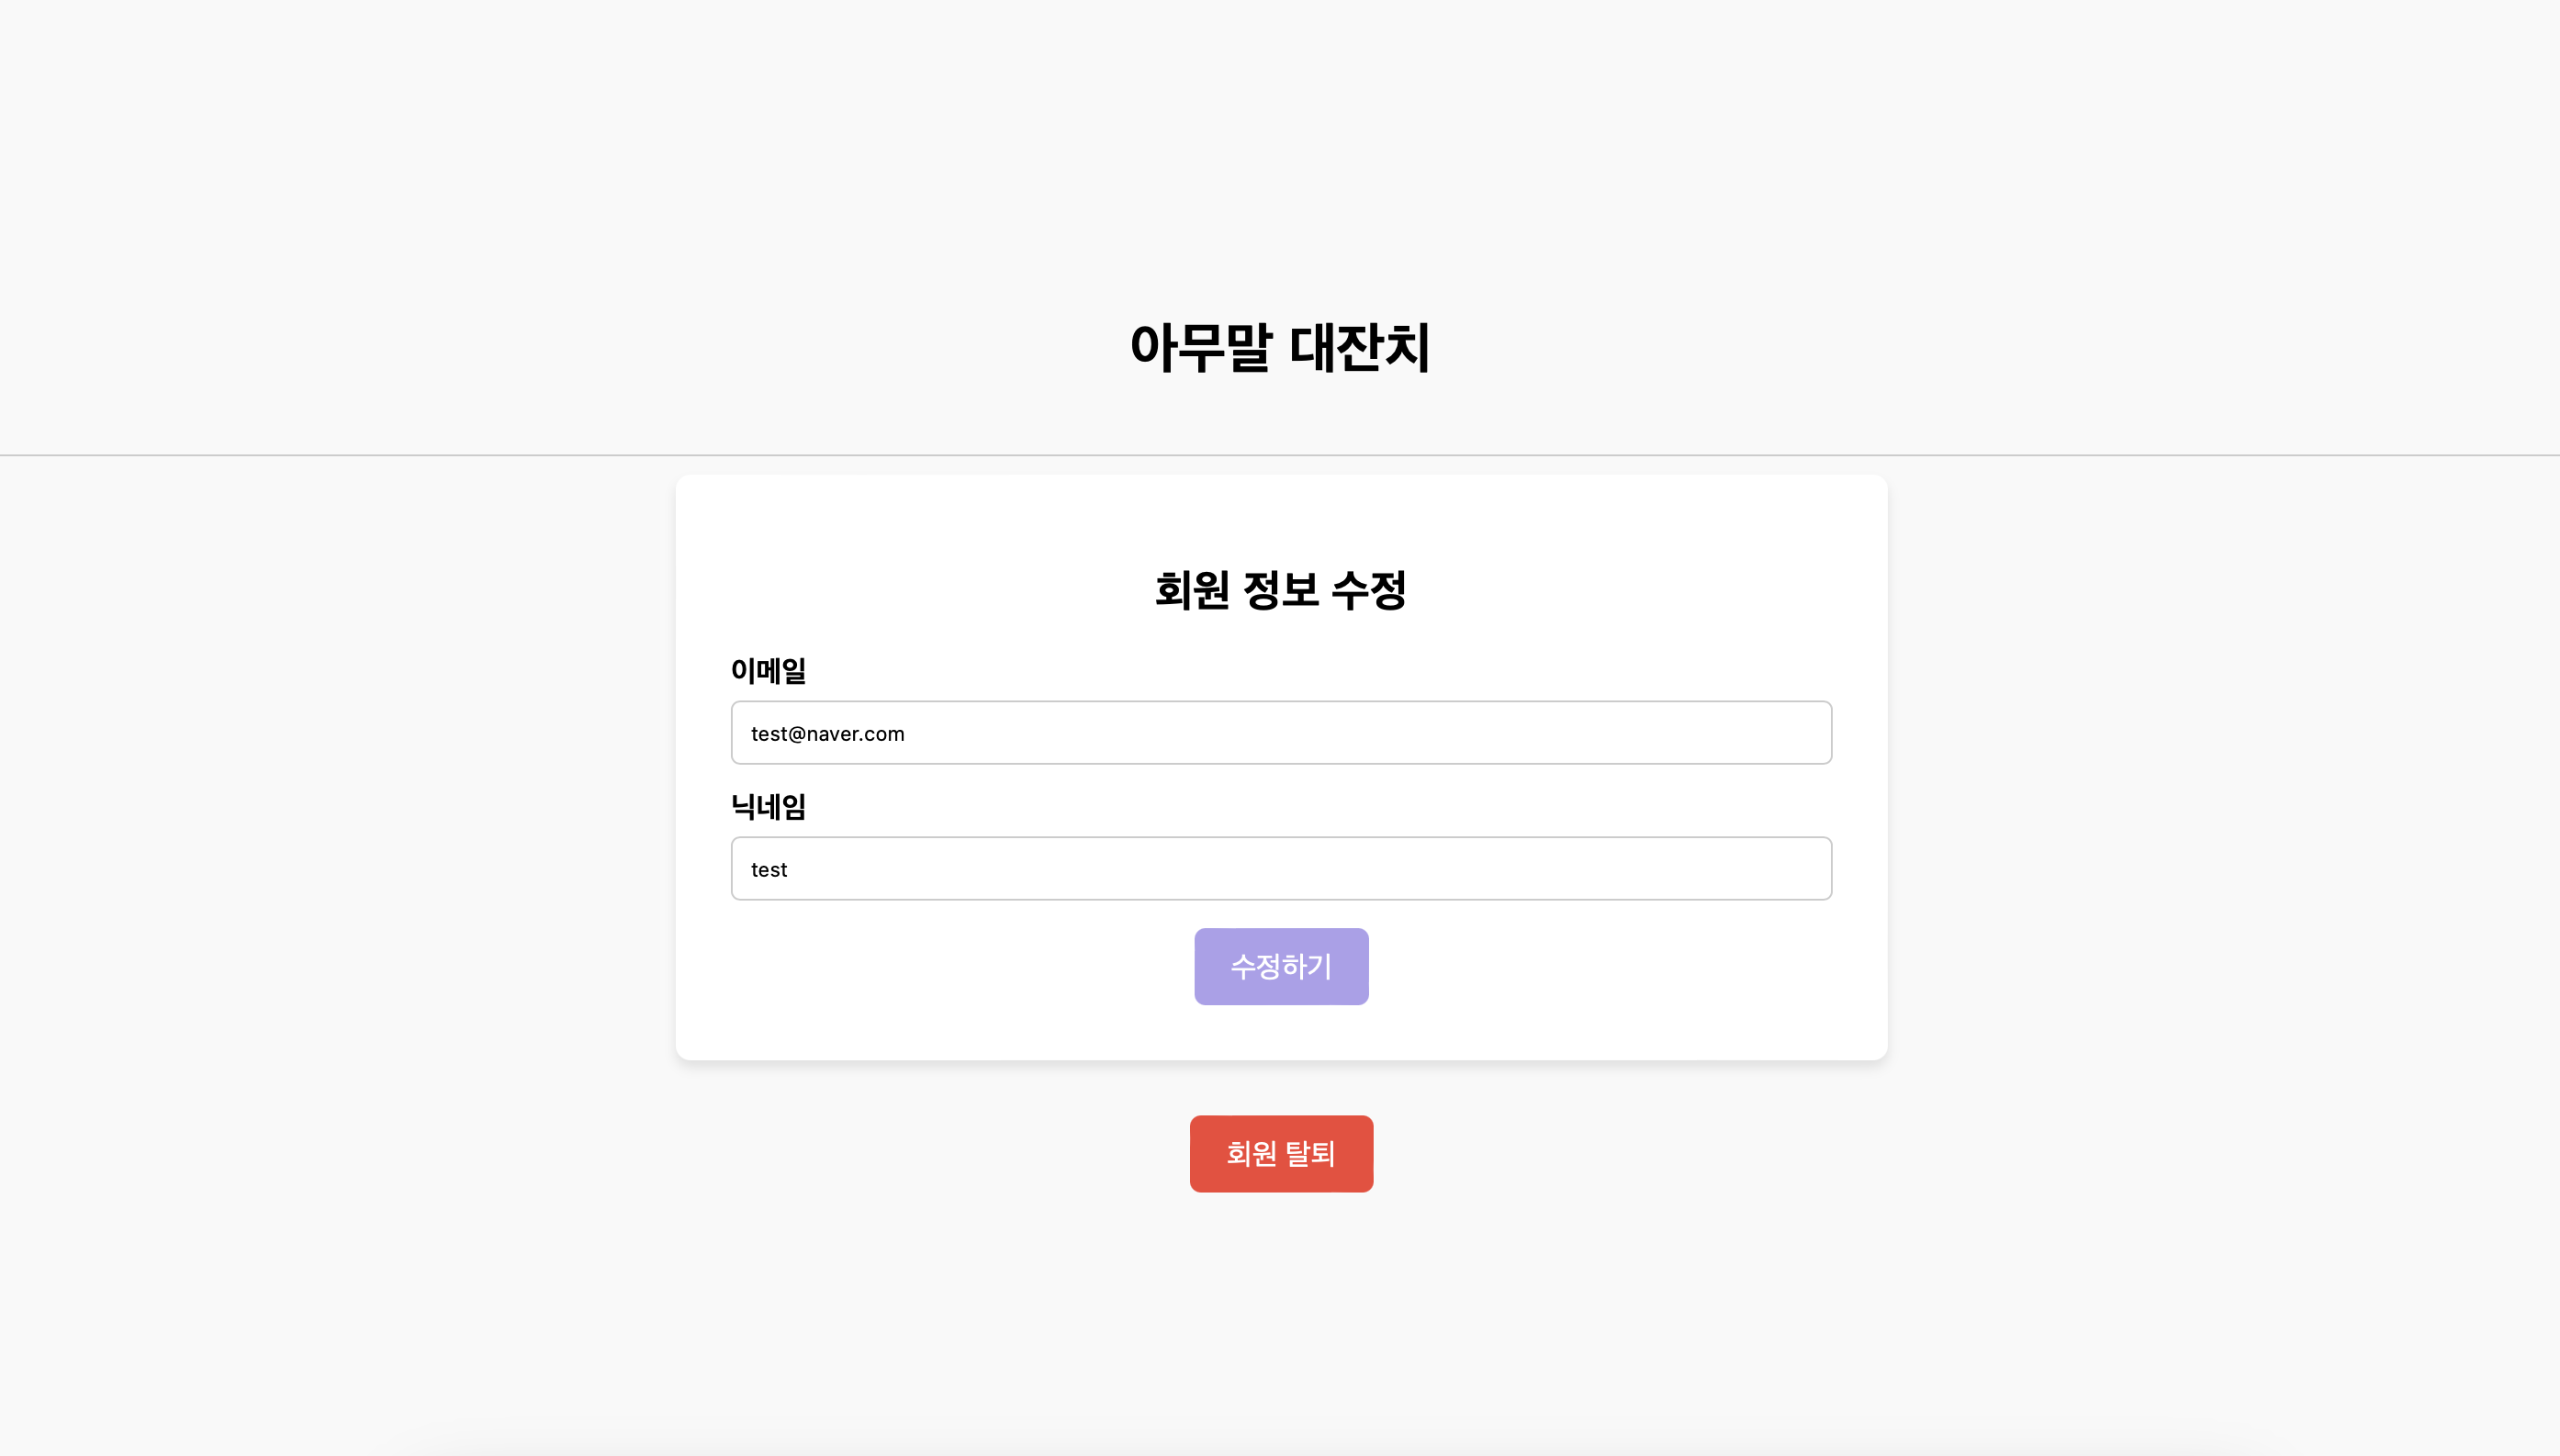 아무말 대잔치
회원 정보 수정
이메일
test@naver.com
닉네임
test
수정하기
회원 탈퇴